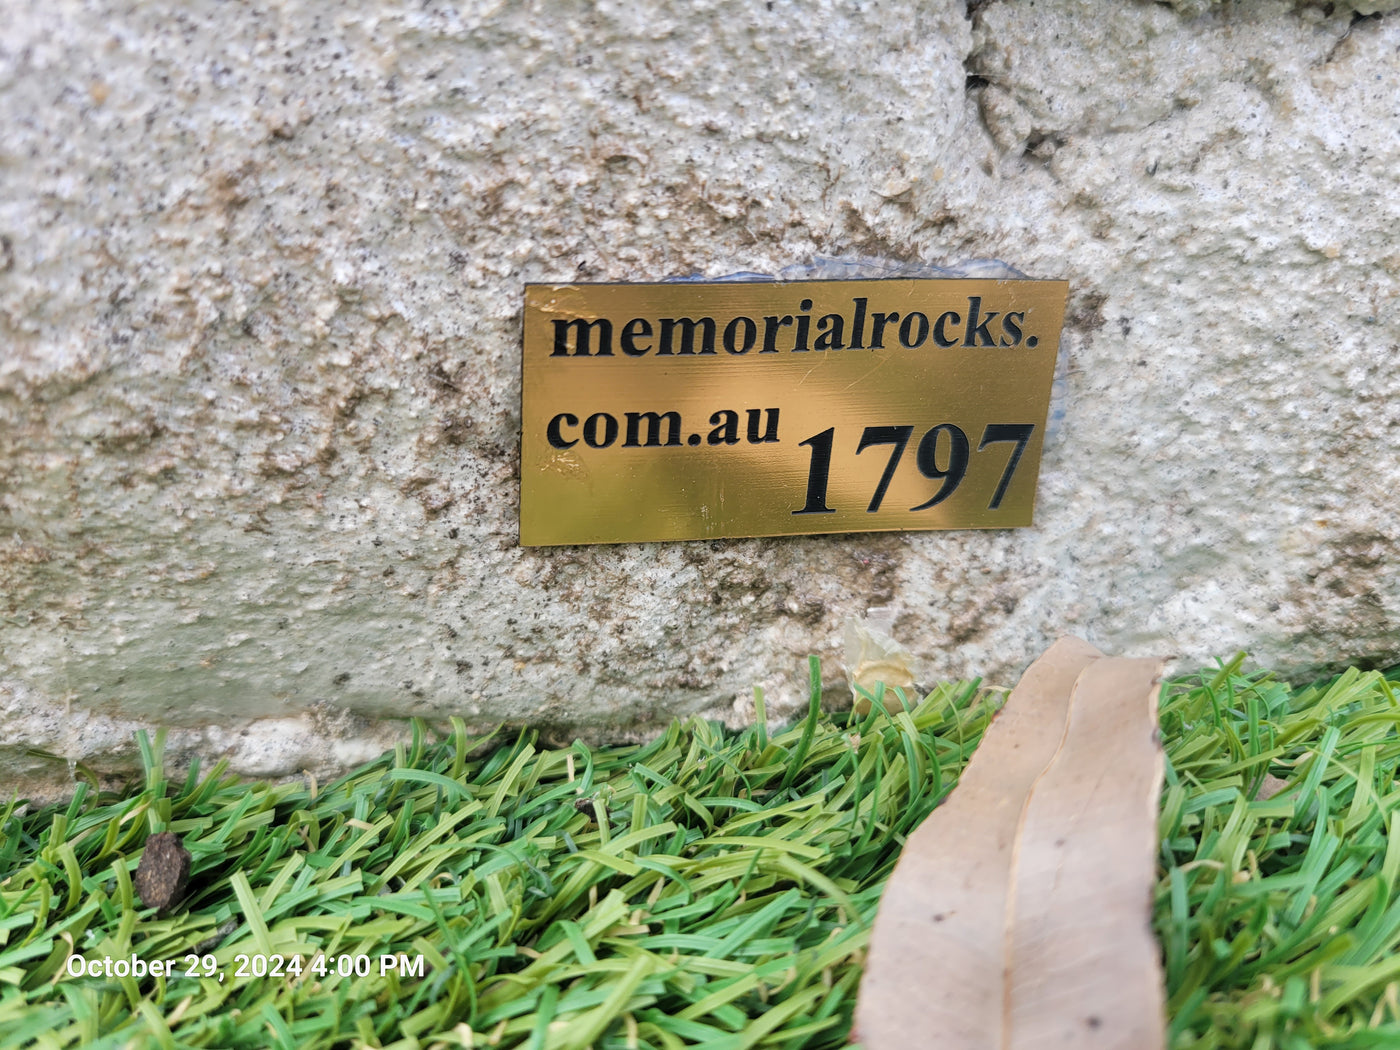 memorialrocks.
com.au
1797
October 29, 2024 4:00 PM